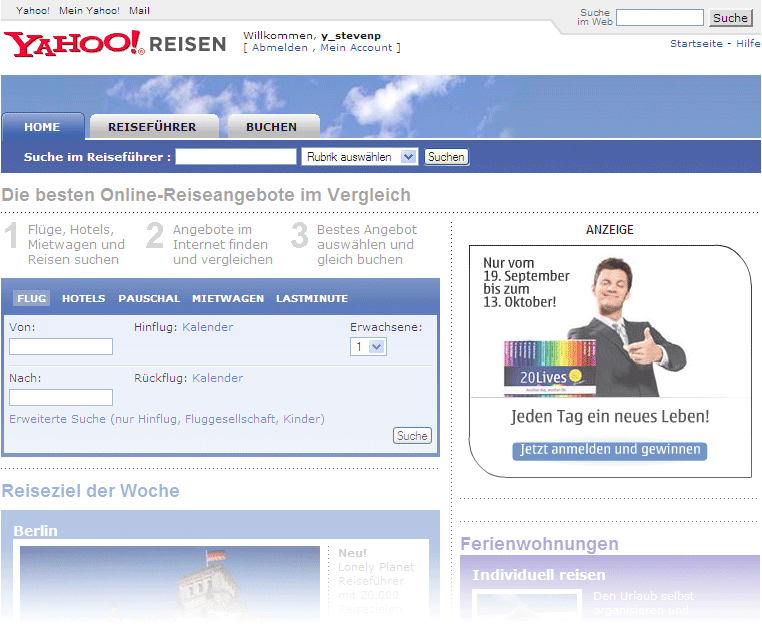 Yahoo! Mein Yahoo! Mail
Suche
im Web
Suche
YAHOO! REISEN
Willkommen, y_stevenp
[ Abmelden , Mein Account ]
Startseite - Hilfe
HOME REISEFÜHRER BUCHEN
Suche im Reiseführer : Rubrik auswählen Suchen
Die besten Online-Reiseangebote im Vergleich
1 Flüge, Hotels,
Mietwagen und
Reisen suchen
2 Angebote im
Internet finden
und vergleichen
3 Bestes Angebot
auswählen und
gleich buchen
FLUG HOTELS PAUSCHAL MIETWAGEN LASTMINUTE
Von: Hinflug: Kalender Erwachsene:
1
Nach: Rückflug: Kalender
Erweiterte Suche (nur Hinflug, Fluggesellschaft, Kinder)
Suche
ANZEIGE
Nur vom
19. September
bis zum
13. Oktober!
20Lives
Another day, another life.
Jeden Tag ein neues Leben!
Jetzt anmelden und gewinnen
Reiseziel der Woche
Berlin
Neu!
Lonely Planet
Reiseführer
mit 20.000
Reisezielen
Ferienwohnungen
Individuell reisen
Den Urlaub selbst
organisieren und